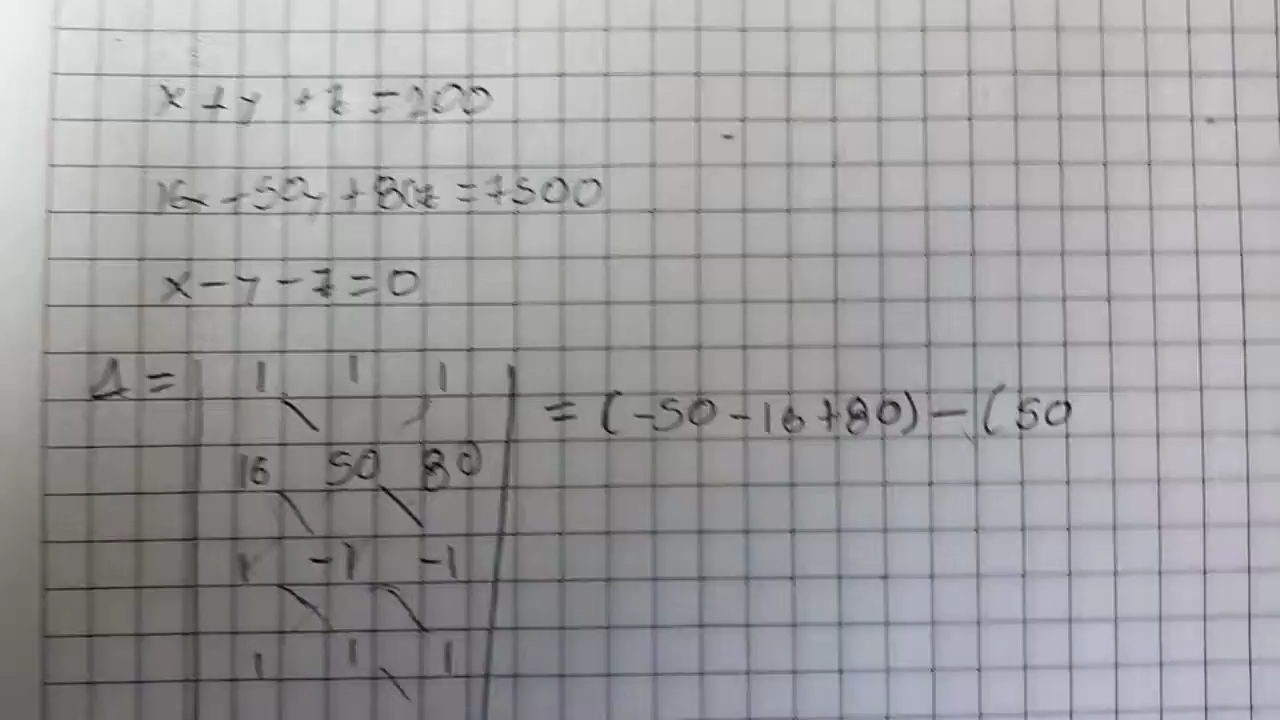 x + y + z = 200
16x + 50y + 80z = 7500
x - y - z = 0
Δ = | 1 1 1 | = (-50 - 16 + 80) - (50
16 50 80
1 -1 -1
1 1 1